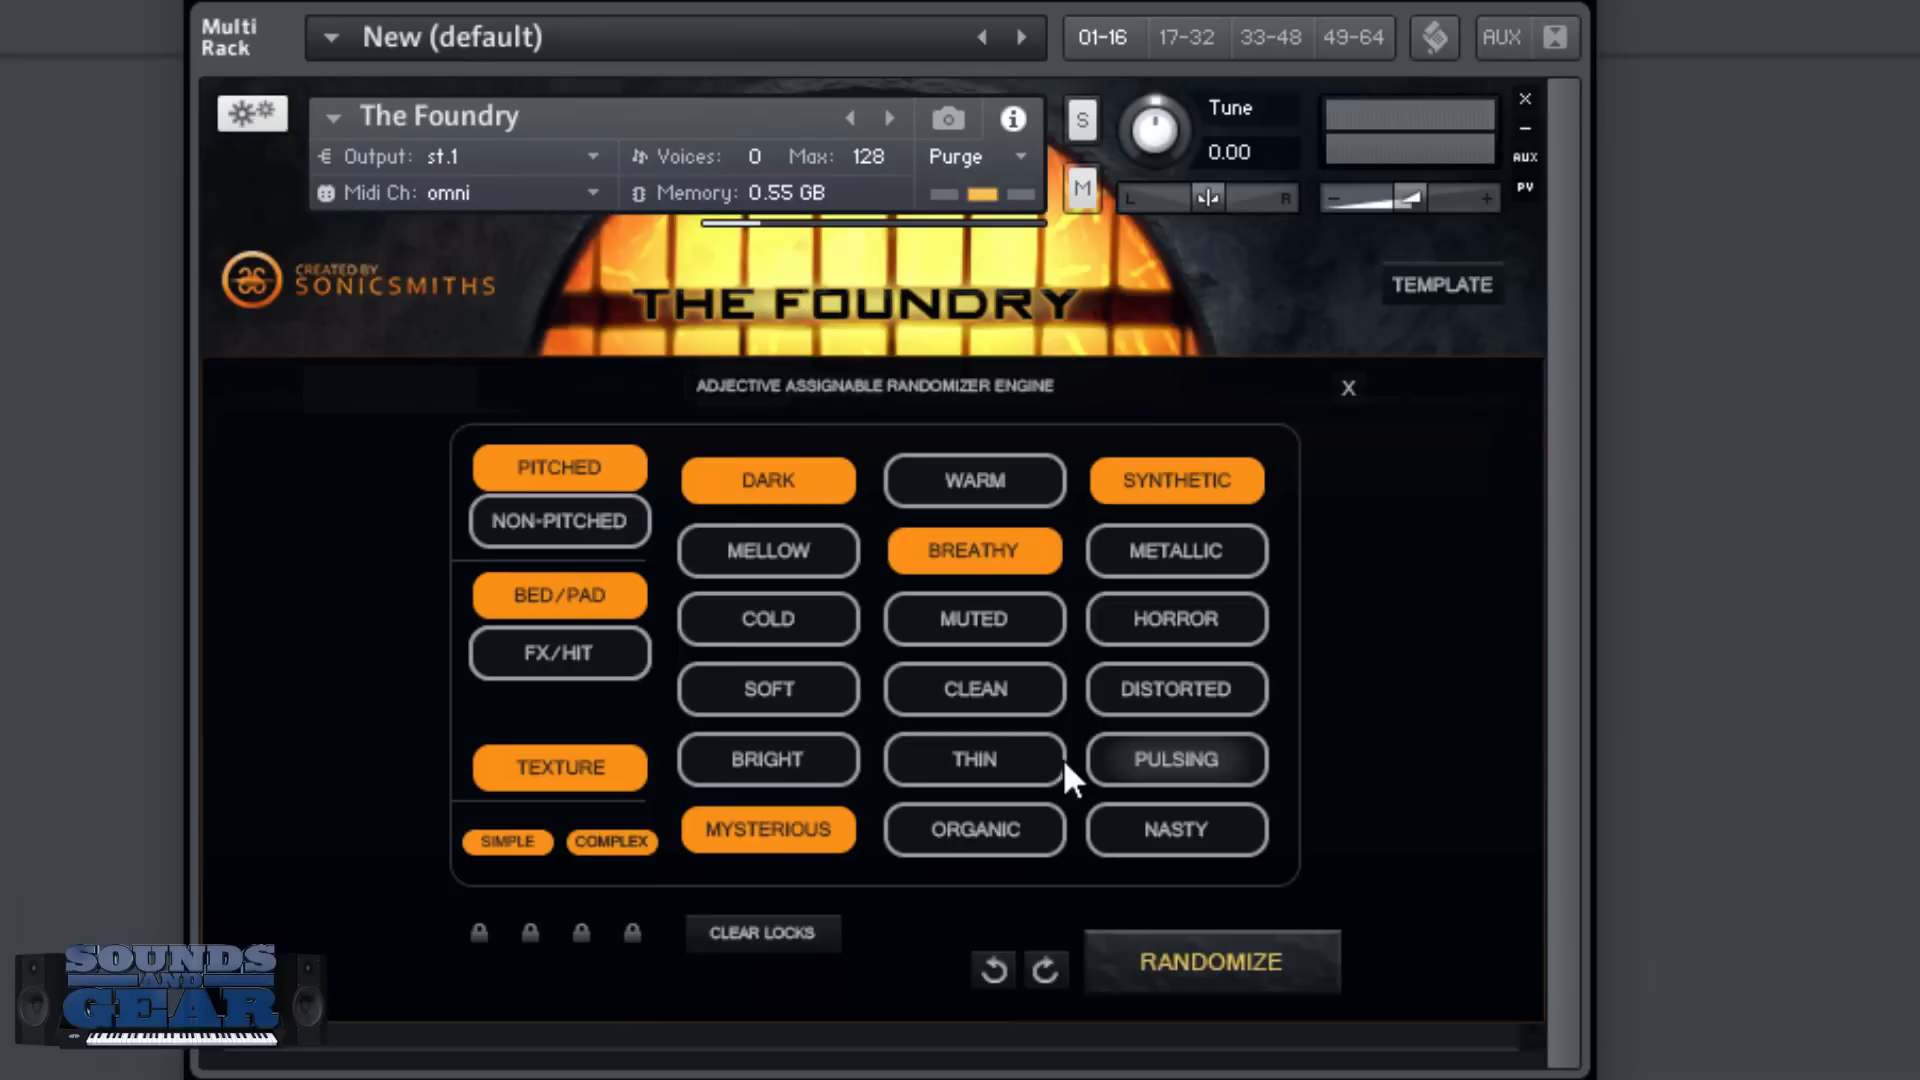 Multi
Rack
New (default)
01-16 17-32 33-48 49-64 AUX
The Foundry
Output: st.1
Voices: 0 Max: 128
Purge
Midi Ch: omni
Memory: 0.55 GB
S
M
Tune
0.00
L R
- +
X
-
AUX
PV
CREATED BY
SONICSMITHS
THE FOUNDRY
TEMPLATE
ADJECTIVE ASSIGNABLE RANDOMIZER ENGINE
X
PITCHED
NON-PITCHED
BED/PAD
FX/HIT
TEXTURE
SIMPLE COMPLEX
DARK WARM SYNTHETIC
MELLOW BREATHY METALLIC
COLD MUTED HORROR
SOFT CLEAN DISTORTED
BRIGHT THIN PULSING
MYSTERIOUS ORGANIC NASTY
CLEAR LOCKS
RANDOMIZE
SOUNDS
AND
GEAR